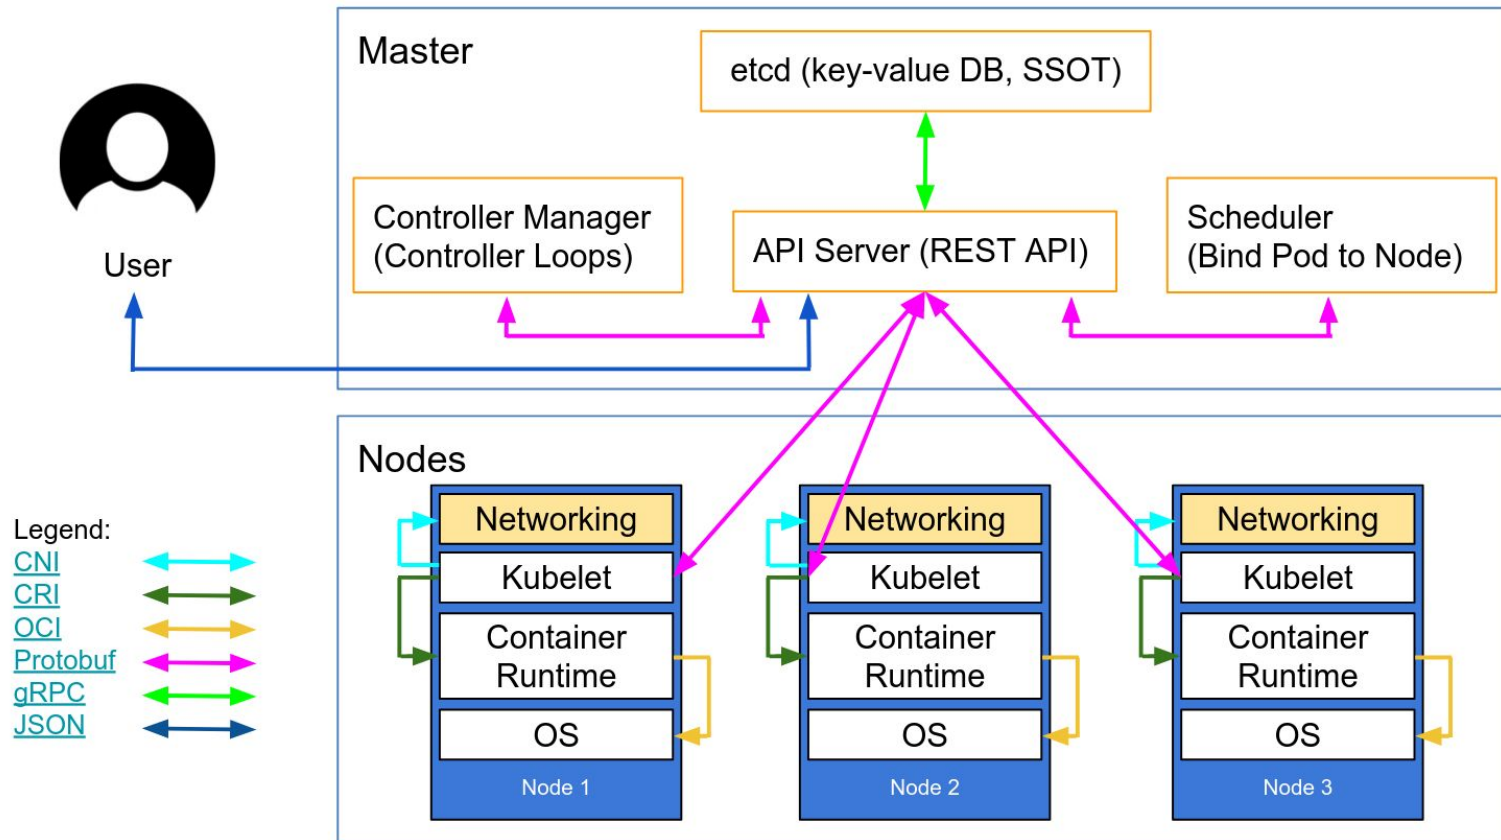 Master
etcd (key-value DB, SSOT)
Controller Manager
(Controller Loops)
API Server (REST API)
Scheduler
(Bind Pod to Node)
User
Nodes
Networking
Kubelet
Container
Runtime
OS
Node 1
Networking
Kubelet
Container
Runtime
OS
Node 2
Networking
Kubelet
Container
Runtime
OS
Node 3
Legend:
CNI
CRI
OCI
Protobuf
gRPC
JSON